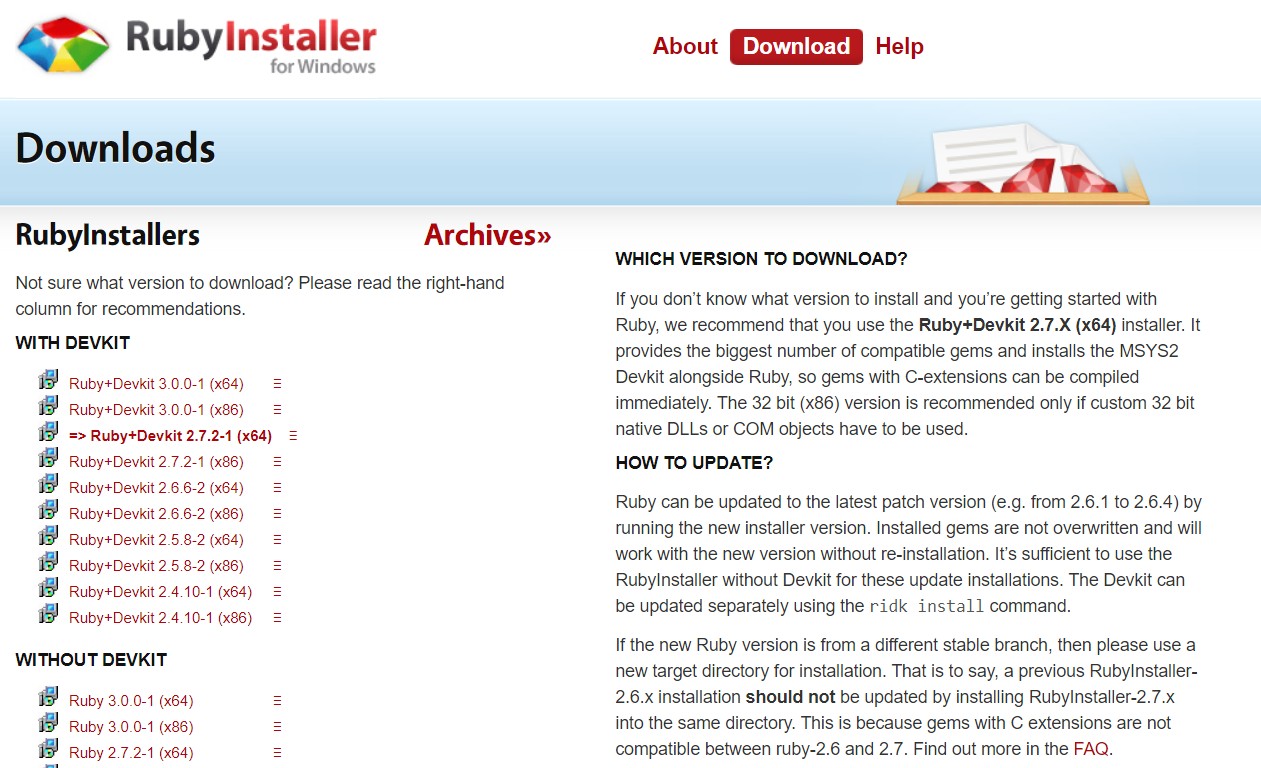 RubyInstaller
for Windows
About Download Help
Downloads
RubyInstallers
Archives»
Not sure what version to download? Please read the right-hand
column for recommendations.
WITH DEVKIT
Ruby+Devkit 3.0.0-1 (x64)
Ruby+Devkit 3.0.0-1 (x86)
=> Ruby+Devkit 2.7.2-1 (x64)
Ruby+Devkit 2.7.2-1 (x86)
Ruby+Devkit 2.6.6-2 (x64)
Ruby+Devkit 2.6.6-2 (x86)
Ruby+Devkit 2.5.8-2 (x64)
Ruby+Devkit 2.5.8-2 (x86)
Ruby+Devkit 2.4.10-1 (x64)
Ruby+Devkit 2.4.10-1 (x86)
WITHOUT DEVKIT
Ruby 3.0.0-1 (x64)
Ruby 3.0.0-1 (x86)
Ruby 2.7.2-1 (x64)
WHICH VERSION TO DOWNLOAD?
If you don’t know what version to install and you’re getting started with
Ruby, we recommend that you use the Ruby+Devkit 2.7.X (x64) installer. It
provides the biggest number of compatible gems and installs the MSYS2
Devkit alongside Ruby, so gems with C-extensions can be compiled
immediately. The 32 bit (x86) version is recommended only if custom 32 bit
native DLLs or COM objects have to be used.
HOW TO UPDATE?
Ruby can be updated to the latest patch version (e.g. from 2.6.1 to 2.6.4) by
running the new installer version. Installed gems are not overwritten and will
work with the new version without re-installation. It’s sufficient to use the
RubyInstaller without Devkit for these update installations. The Devkit can
be updated separately using the ridk install command.
If the new Ruby version is from a different stable branch, then please use a
new target directory for installation. That is to say, a previous RubyInstaller-
2.6.x installation should not be updated by installing RubyInstaller-2.7.x
into the same directory. This is because gems with C extensions are not
compatible between ruby-2.6 and 2.7. Find out more in the FAQ.